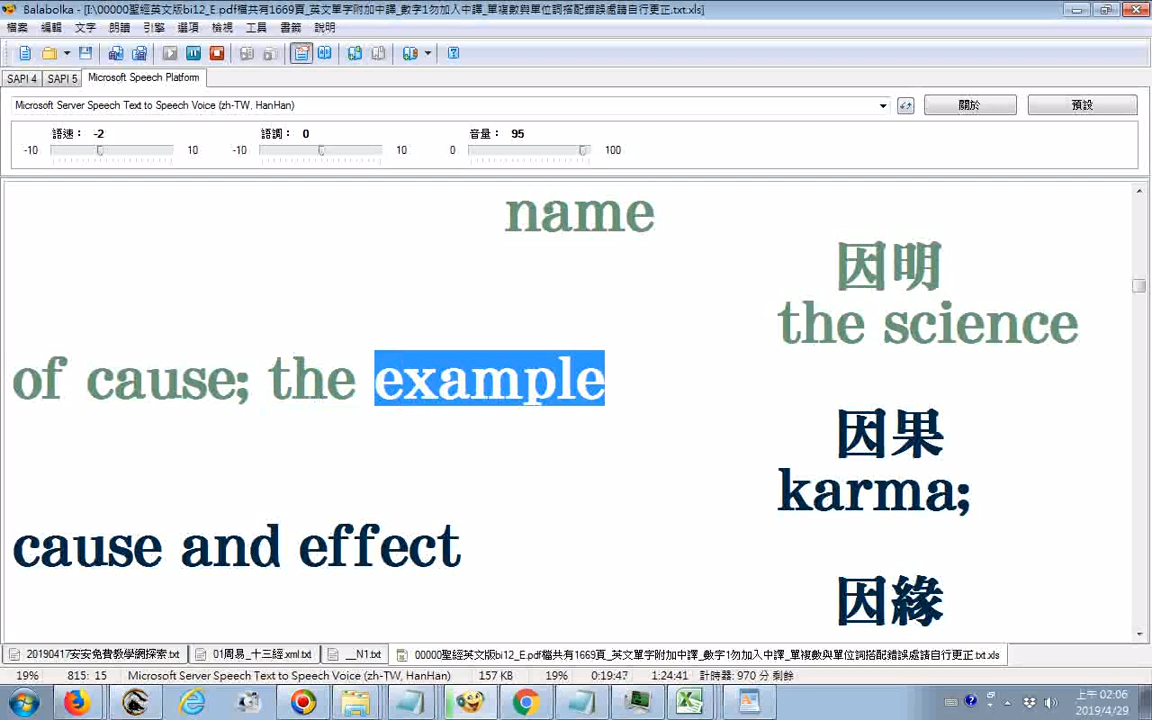 Balabolka - [I:\00000聖經英文版bi12_E.pdf檔共有1669頁_英文單字附加中譯_數字1勿加入中譯_單複數與單位詞搭配錯誤處請自行更正.txt.xls]
檔案 編輯 文字 朗讀 引擎 選項 檢視 工具 書籤 說明
SAPI 4 SAPI 5 Microsoft Speech Platform
Microsoft Server Speech Text to Speech Voice (zh-TW, HanHan) 關於 預設
語速： -2 語調： 0 音量： 95
-10 10 -10 10 0 100
name
因明
the science
of cause; the example
因果
karma;
cause and effect
因緣
20190417安安免費教學網探索.txt 01周易_十三經.xml.txt __N1.txt 00000聖經英文版bi12_E.pdf檔共有1669頁_英文單字附加中譯_數字1勿加入中譯_單複數與單位詞搭配錯誤處請自行更正.txt.xls
19% 815: 15 Microsoft Server Speech Text to Speech Voice (zh-TW, HanHan) 157 KB 19% 0:19:47 1:24:41 計時器: 970 分 剩餘
上午 02:06
2019/4/29